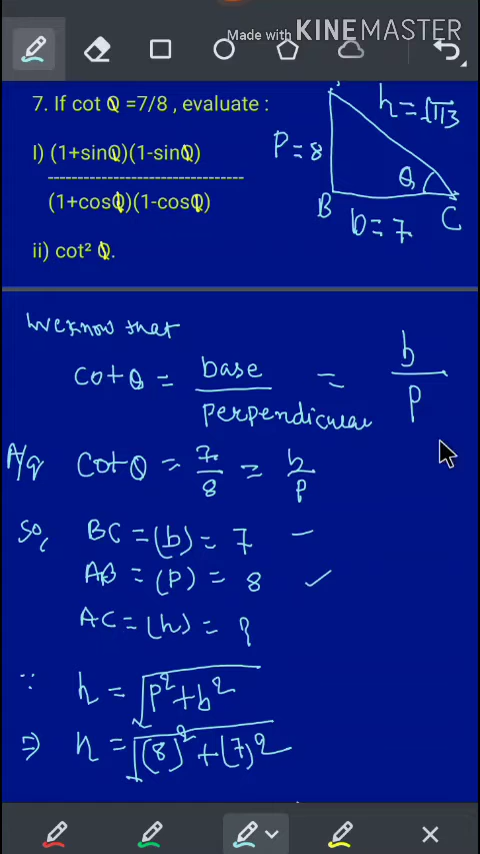 Made with KINEMASTER
7. If cot Q =7/8 , evaluate :
I) (1+sinQ)(1-sinQ)
--------------------------------------------
(1+cosQ)(1-cosQ)
ii) cot² Q.
h=√113
P=8
θ
B
C
b=7
We know that
cot θ = base / perpendicular = b / P
A/q Cot θ = 7/8 = b/P
So, BC = (b) = 7 –
AB = (P) = 8 ✓
AC = (h) = ?
∵ h = √P²+b²
⇒ h = √(8)²+(7)²